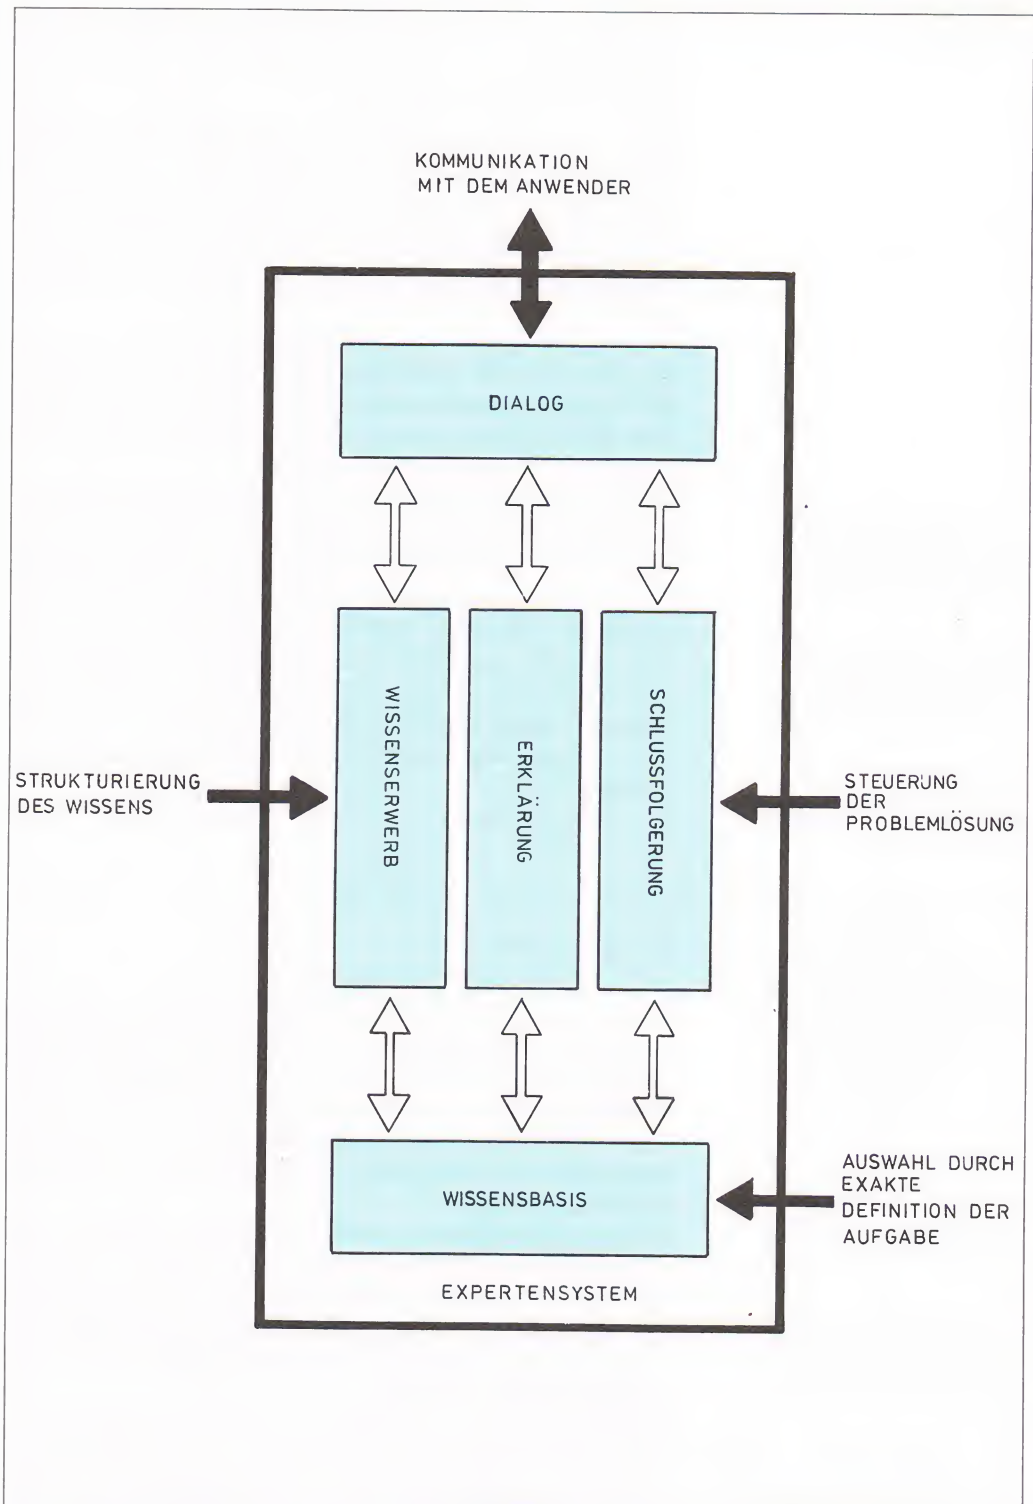 KOMMUNIKATION
MIT DEM ANWENDER
DIALOG
WISSENSERWERB
ERKLÄRUNG
SCHLUSSFOLGERUNG
STRUKTURIERUNG
DES WISSENS
STEUERUNG
DER
PROBLEMLÖSUNG
WISSENSBASIS
AUSWAHL DURCH
EXAKTE
DEFINITION DER
AUFGABE
EXPERTENSYSTEM